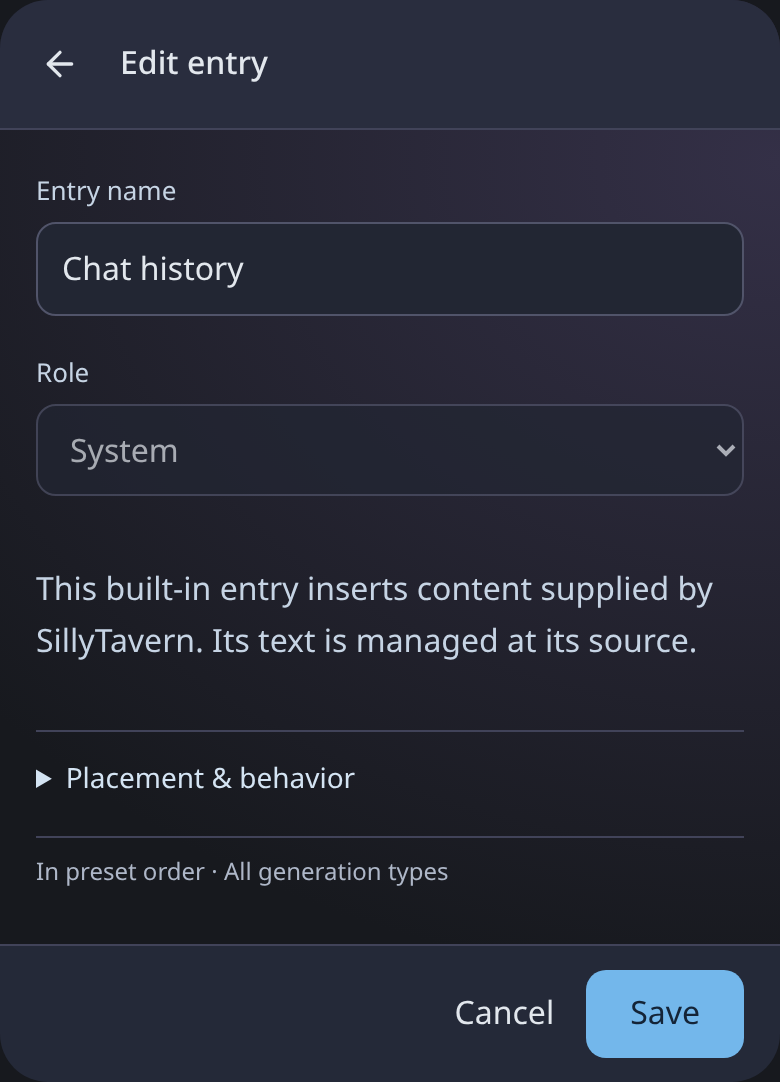 Edit entry
Entry name
Chat history
Role
System
This built-in entry inserts content supplied by
SillyTavern. Its text is managed at its source.
Placement & behavior
In preset order · All generation types
Cancel
Save